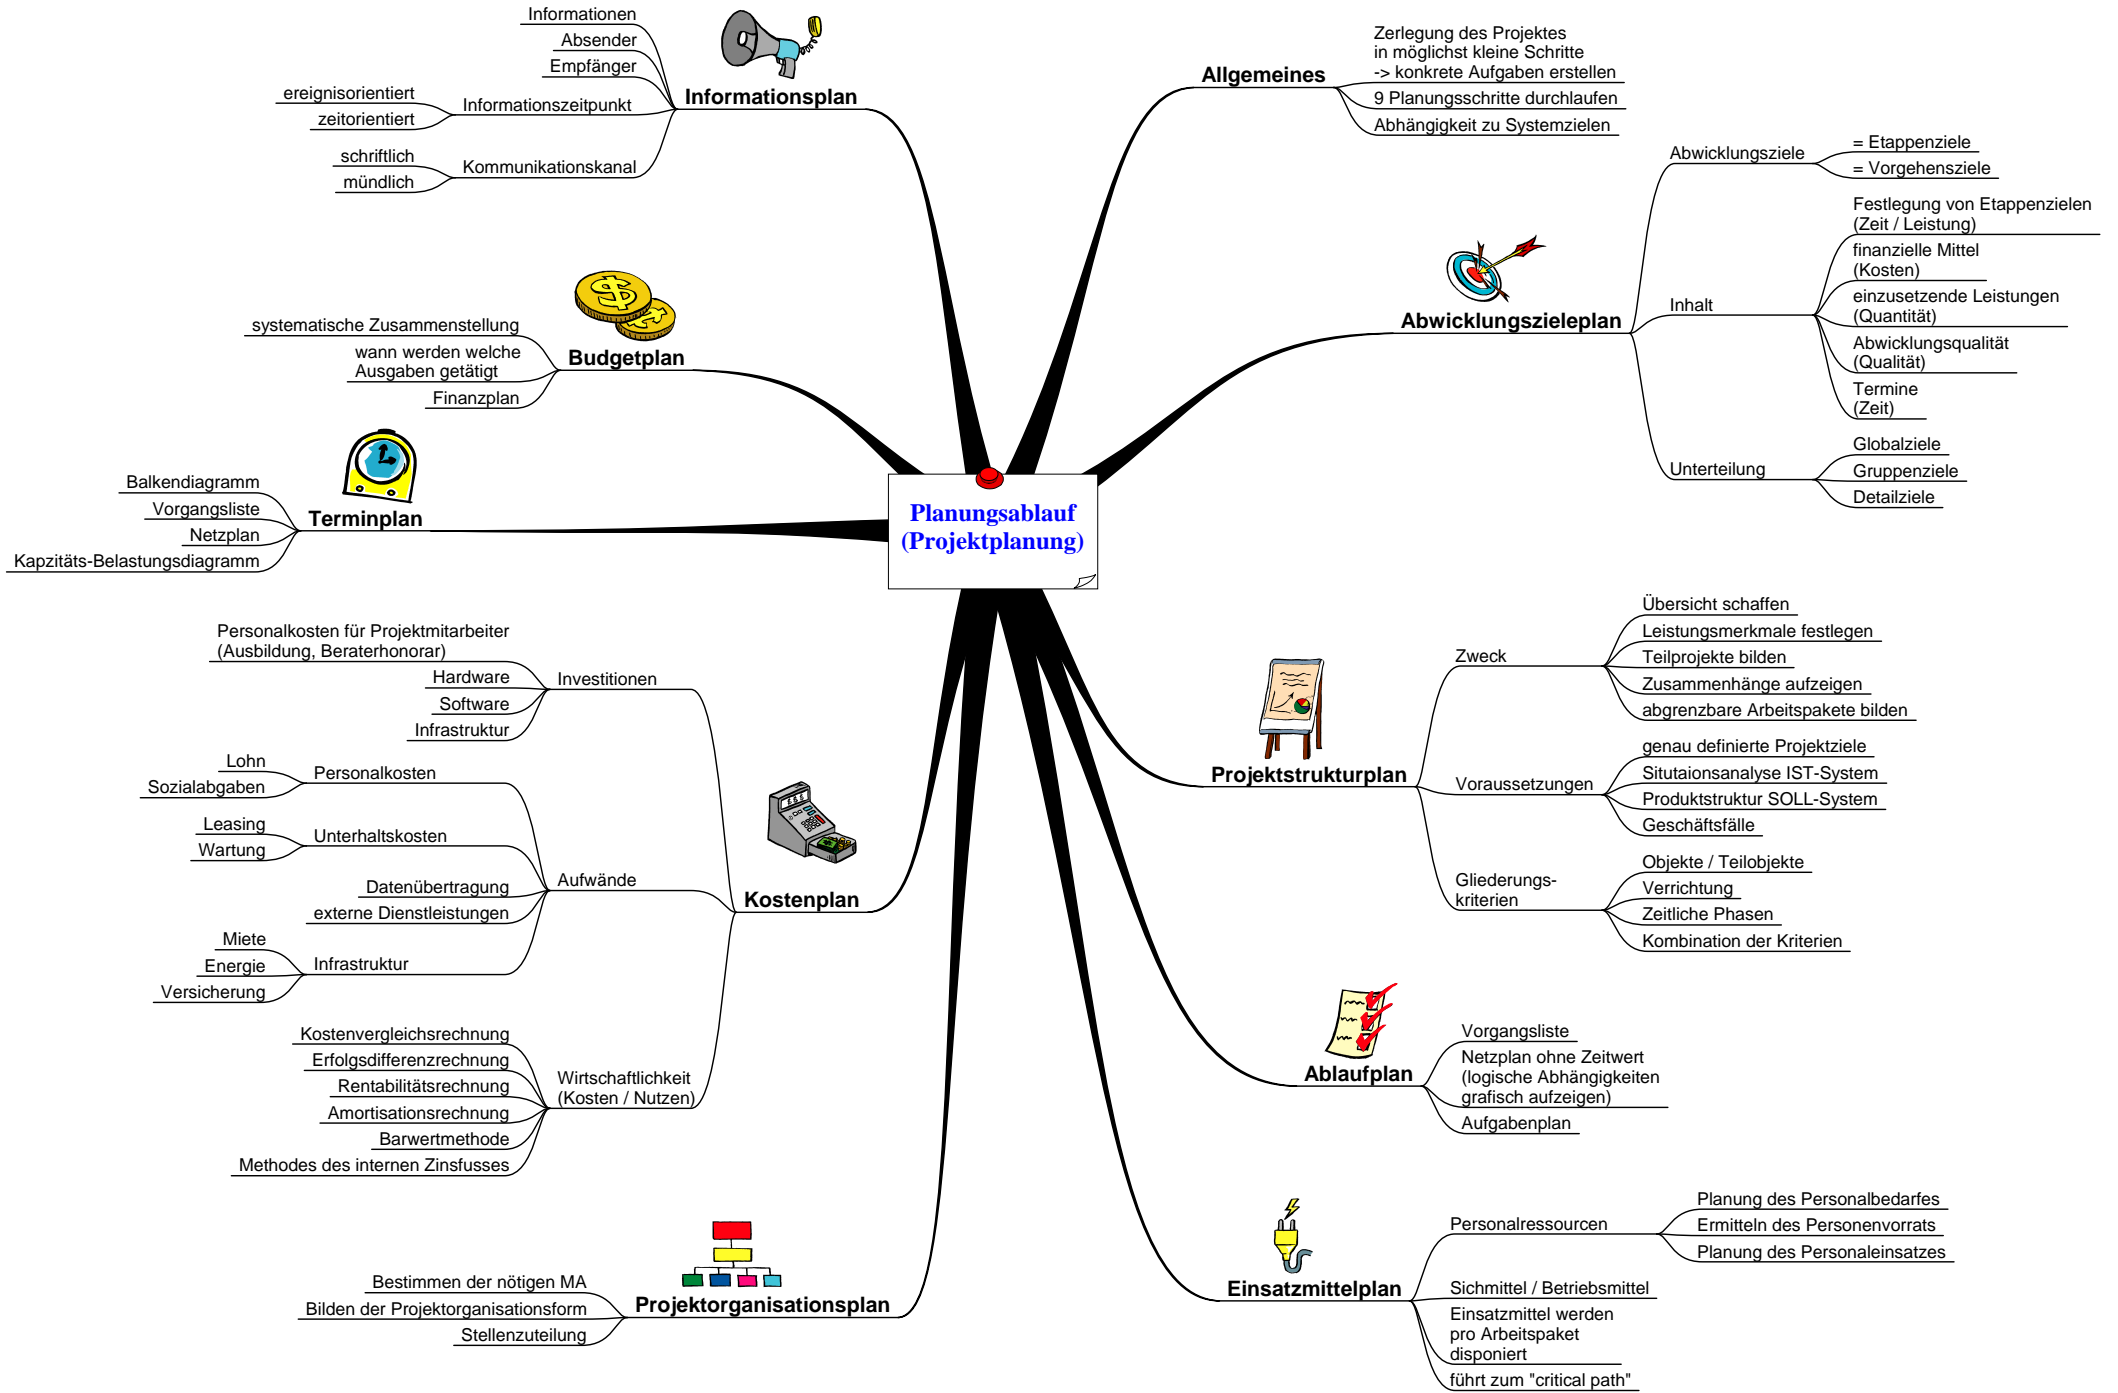 Planungsablauf
(Projektplanung)
Allgemeines
Zerlegung des Projektes
in möglichst kleine Schritte
-> konkrete Aufgaben erstellen
9 Planungsschritte durchlaufen
Abhängigkeit zu Systemzielen
Abwicklungszieleplan
Abwicklungsziele
= Etappenziele
= Vorgehensziele
Inhalt
Festlegung von Etappenzielen
(Zeit / Leistung)
finanzielle Mittel
(Kosten)
einzusetzende Leistungen
(Quantität)
Abwicklungsqualität
(Qualität)
Termine
(Zeit)
Unterteilung
Globalziele
Gruppenziele
Detailziele
Projektstrukturplan
Zweck
Übersicht schaffen
Leistungsmerkmale festlegen
Teilprojekte bilden
Zusammenhänge aufzeigen
abgrenzbare Arbeitspakete bilden
Voraussetzungen
genau definierte Projektziele
Situtaionsanalyse IST-System
Produktstruktur SOLL-System
Geschäftsfälle
Gliederungs-
kriterien
Objekte / Teilobjekte
Verrichtung
Zeitliche Phasen
Kombination der Kriterien
Ablaufplan
Vorgangsliste
Netzplan ohne Zeitwert
(logische Abhängigkeiten
grafisch aufzeigen)
Aufgabenplan
Einsatzmittelplan
Personalressourcen
Planung des Personalbedarfes
Ermitteln des Personenvorrats
Planung des Personaleinsatzes
Sichmittel / Betriebsmittel
Einsatzmittel werden
pro Arbeitspaket
disponiert
führt zum "critical path"
Projektorganisationsplan
Bestimmen der nötigen MA
Bilden der Projektorganisationsform
Stellenzuteilung
Kostenplan
Investitionen
Personalkosten für Projektmitarbeiter
(Ausbildung, Beraterhonorar)
Hardware
Software
Infrastruktur
Aufwände
Personalkosten
Lohn
Sozialabgaben
Unterhaltskosten
Leasing
Wartung
Datenübertragung
externe Dienstleistungen
Infrastruktur
Miete
Energie
Versicherung
Wirtschaftlichkeit
(Kosten / Nutzen)
Kostenvergleichsrechnung
Erfolgsdifferenzrechnung
Rentabilitätsrechnung
Amortisationsrechnung
Barwertmethode
Methodes des internen Zinsfusses
Terminplan
Balkendiagramm
Vorgangsliste
Netzplan
Kapzitäts-Belastungsdiagramm
Budgetplan
systematische Zusammenstellung
wann werden welche
Ausgaben getätigt
Finanzplan
Informationsplan
Informationen
Absender
Empfänger
Informationszeitpunkt
ereignisorientiert
zeitorientiert
Kommunikationskanal
schriftlich
mündlich